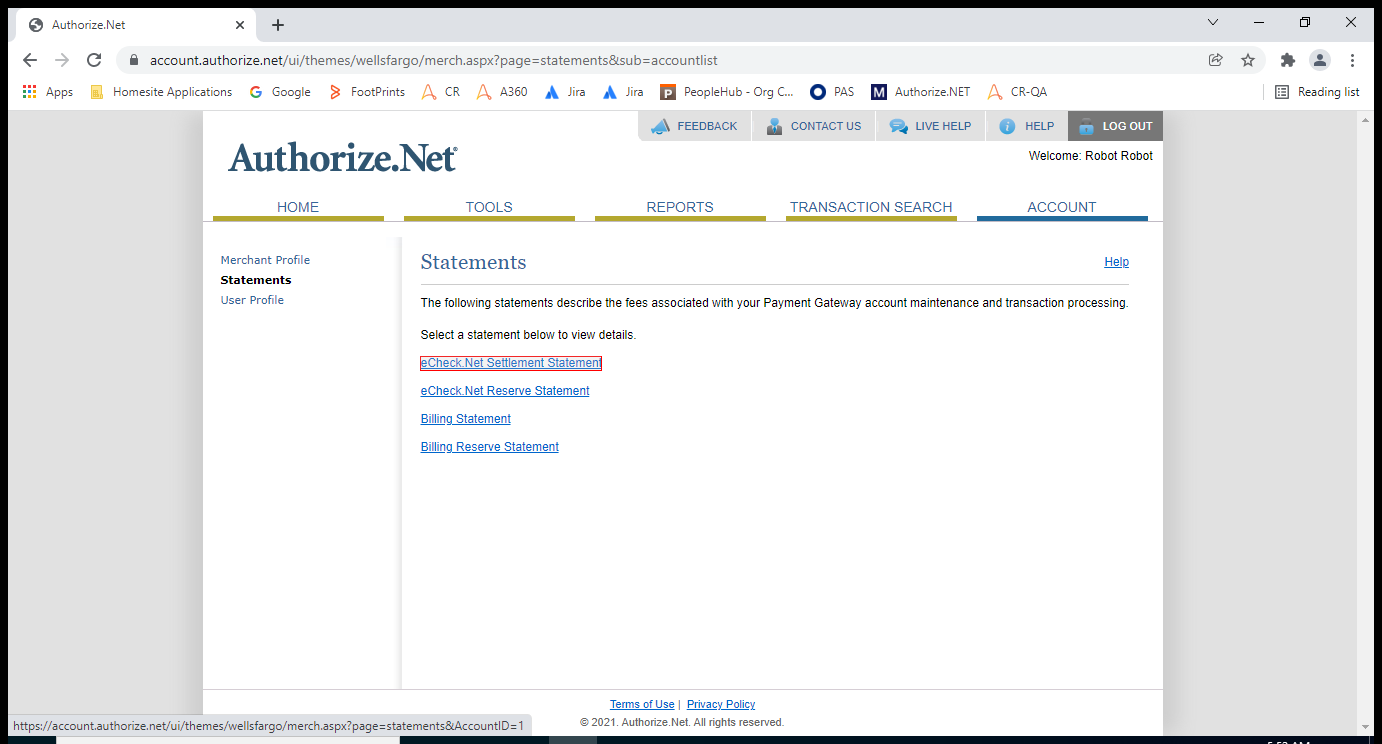 Authorize.Net
account.authorize.net/ui/themes/wellsfargo/merch.aspx?page=statements&sub=accountlist
Apps Homesite Applications Google FootPrints CR A360 Jira Jira PeopleHub - Org C... PAS Authorize.NET CR-QA Reading list
FEEDBACK CONTACT US LIVE HELP HELP LOG OUT
Authorize.Net
Welcome: Robot Robot
HOME TOOLS REPORTS TRANSACTION SEARCH ACCOUNT
Merchant Profile
Statements
User Profile
Statements
Help
The following statements describe the fees associated with your Payment Gateway account maintenance and transaction processing.
Select a statement below to view details.
eCheck.Net Settlement Statement
eCheck.Net Reserve Statement
Billing Statement
Billing Reserve Statement
Terms of Use | Privacy Policy
© 2021. Authorize.Net. All rights reserved.
https://account.authorize.net/ui/themes/wellsfargo/merch.aspx?page=statements&AccountID=1